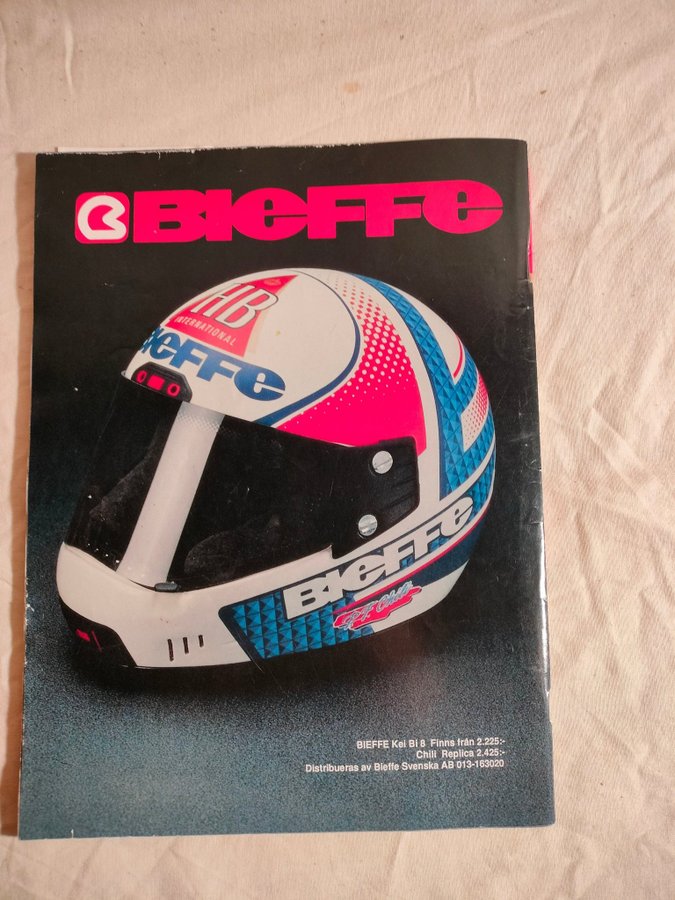 BIEFFE
HB
INTERNATIONAL
BIEFFE
BIEFFE
P.F. Chili
BIEFFE Kei Bi 8 Finns från 2.225:-
Chili Replica 2.425:-
Distribueras av Bieffe Svenska AB 013-163020